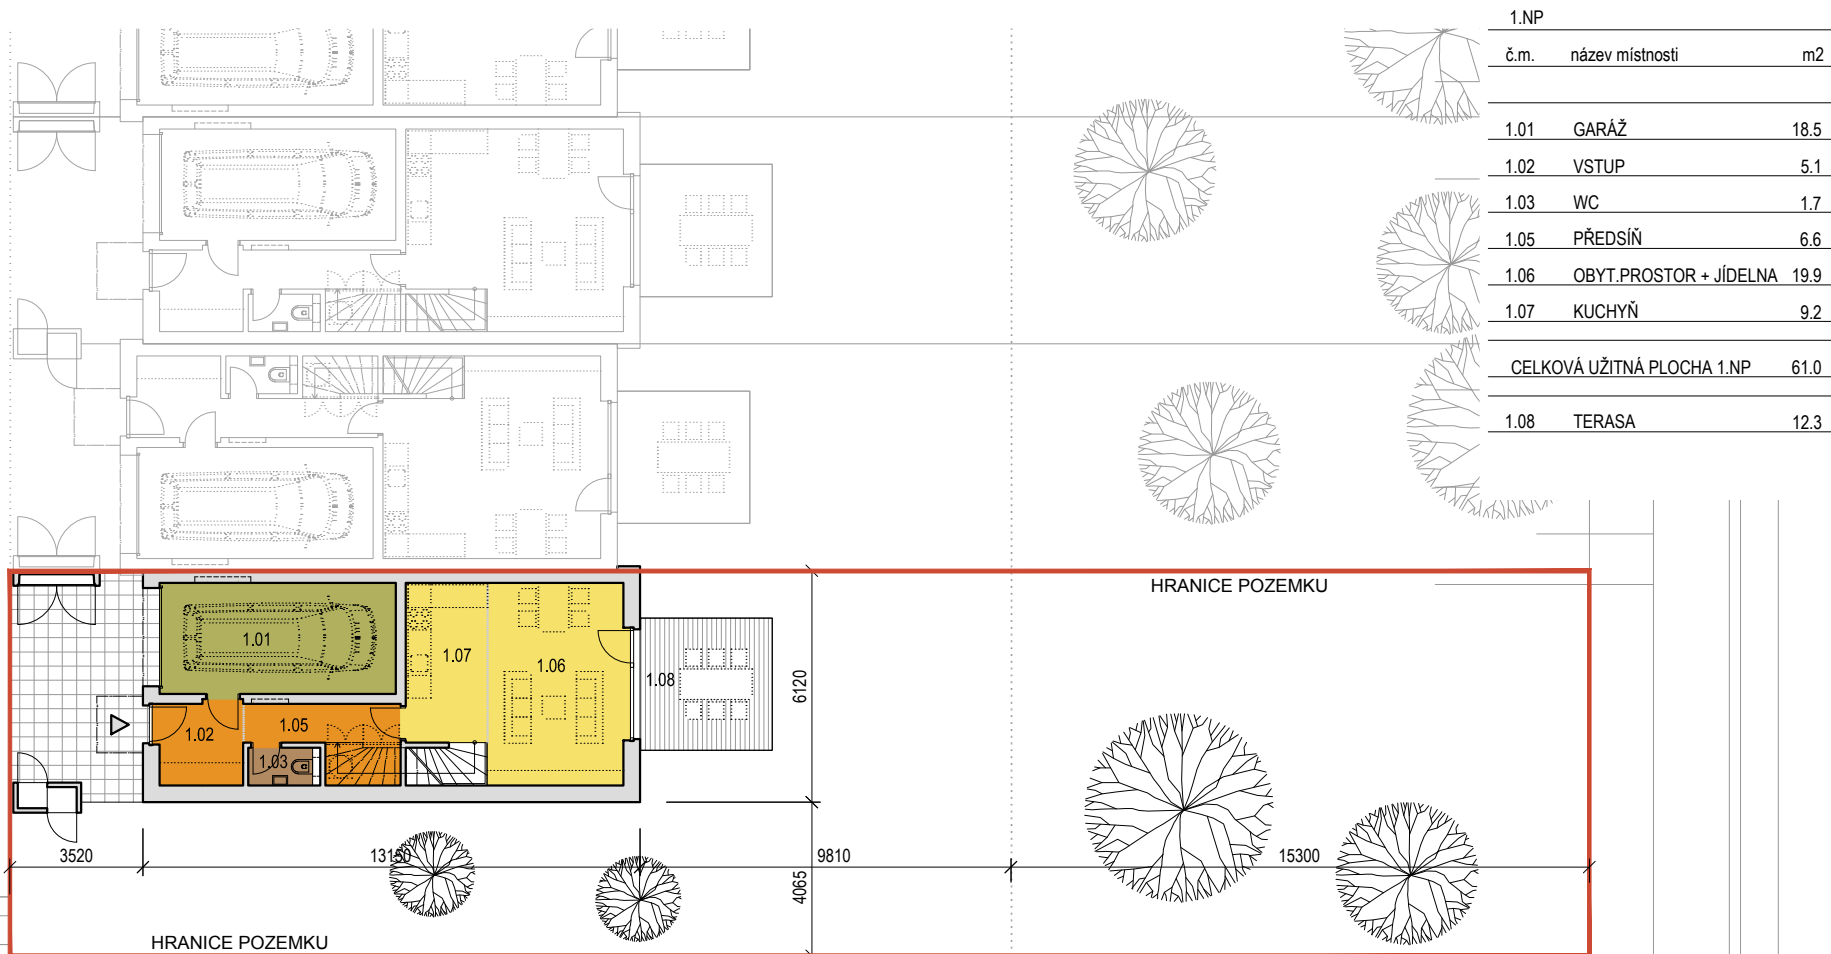 1.NP
č.m. název místnosti m2
1.01 GARÁŽ 18.5
1.02 VSTUP 5.1
1.03 WC 1.7
1.05 PŘEDSÍŇ 6.6
1.06 OBYT.PROSTOR + JÍDELNA 19.9
1.07 KUCHYŇ 9.2
CELKOVÁ UŽITNÁ PLOCHA 1.NP 61.0
1.08 TERASA 12.3
HRANICE POZEMKU
1.01
1.07
1.06
1.08
6120
1.02
1.05
1.03
3520
13150
9810
15300
4065
HRANICE POZEMKU